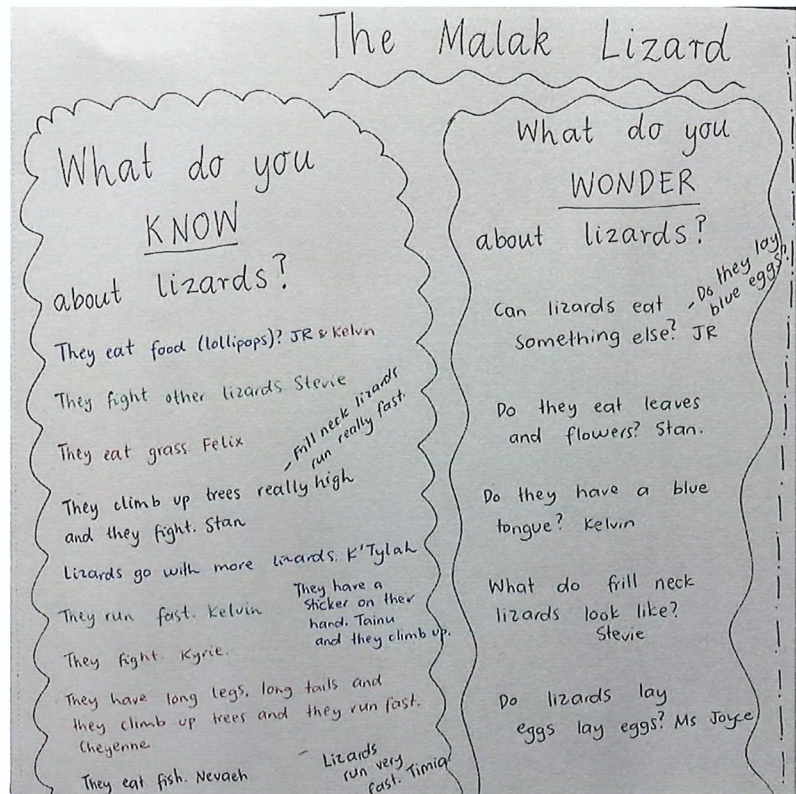 The Malak Lizard
What do you
KNOW
about lizards?
They eat food (lollipops)? JR & Kelvin
They fight other lizards Stevie
They eat grass Felix
- Frill neck lizards
run really fast.
They climb up trees really high
and they fight. Stan
Lizards go with more lizards. K'Tylah
They run fast. Kelvin
They have a
sticker on ther
hand. Tainu
and they climb up.
They fight. Kyrie.
They have long legs, long tails and
they climb up trees and they run fast.
Cheyenne
They eat fish. Nevaeh
- Lizards
run very
fast. Timia
What do you
WONDER
about lizards?
- Do they lay
blue eggs?
Can lizards eat
something else? JR
Do they eat leaves
and flowers? Stan.
Do they have a blue
tongue? Kelvin
What do frill neck
lizards look like?
Stevie
Do lizards lay
eggs lay eggs? Ms Joyce